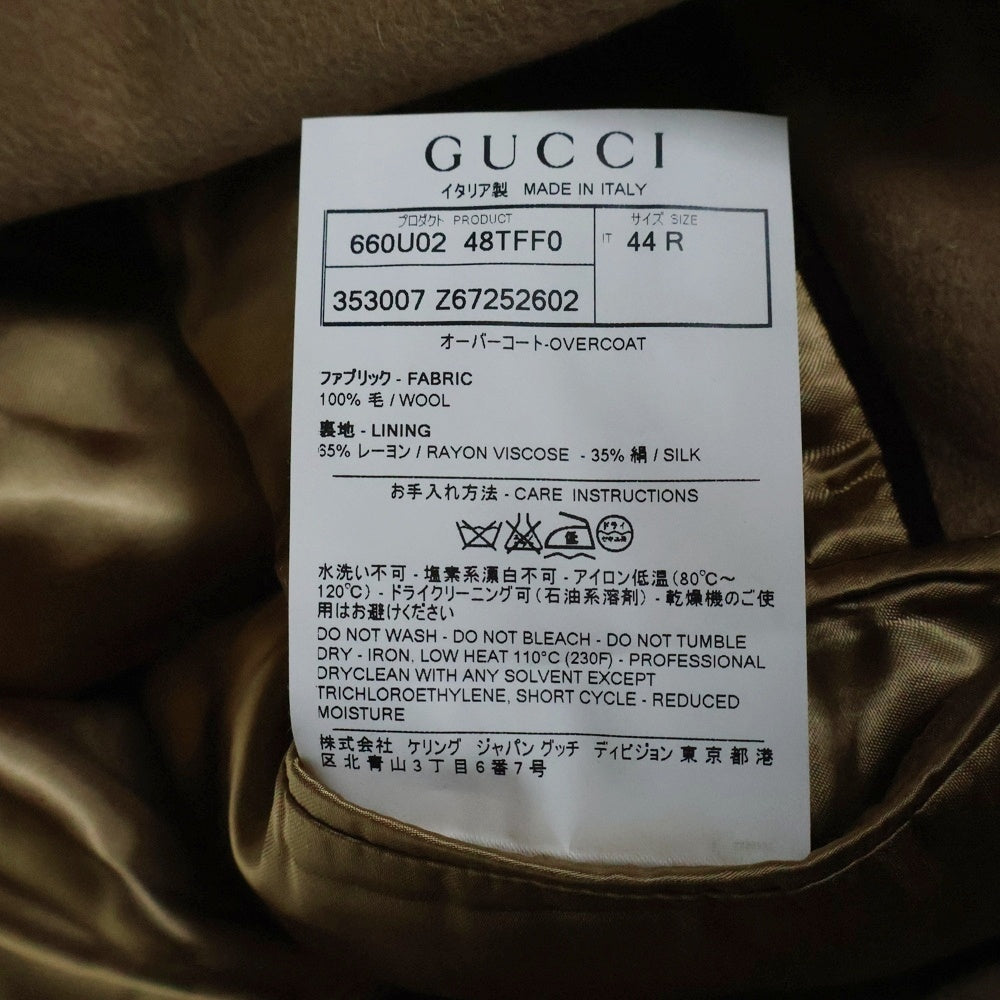 GUCCI
イタリア製 MADE IN ITALY
プロダクト PRODUCT
サイズ SIZE
660U02 48TFF0
IT 44 R
353007 Z67252602
オーバーコート-OVERCOAT
ファブリック - FABRIC
100% 毛 / WOOL
裏地 - LINING
65% レーヨン / RAYON VISCOSE - 35% 絹 / SILK
お手入れ方法 - CARE INSTRUCTIONS
低 ドライ セキユ系
水洗い不可 - 塩素系漂白不可 - アイロン低温 (80℃～
120℃) - ドライクリーニング可 (石油系溶剤) - 乾燥機のご使
用はお避けください
DO NOT WASH - DO NOT BLEACH - DO NOT TUMBLE
DRY - IRON, LOW HEAT 110°C (230F) - PROFESSIONAL
DRYCLEAN WITH ANY SOLVENT EXCEPT
TRICHLOROETHYLENE, SHORT CYCLE - REDUCED
MOISTURE
株式会社 ケリング ジャパン グッチ ディビジョン 東京都港
区北青山3丁目6番7号